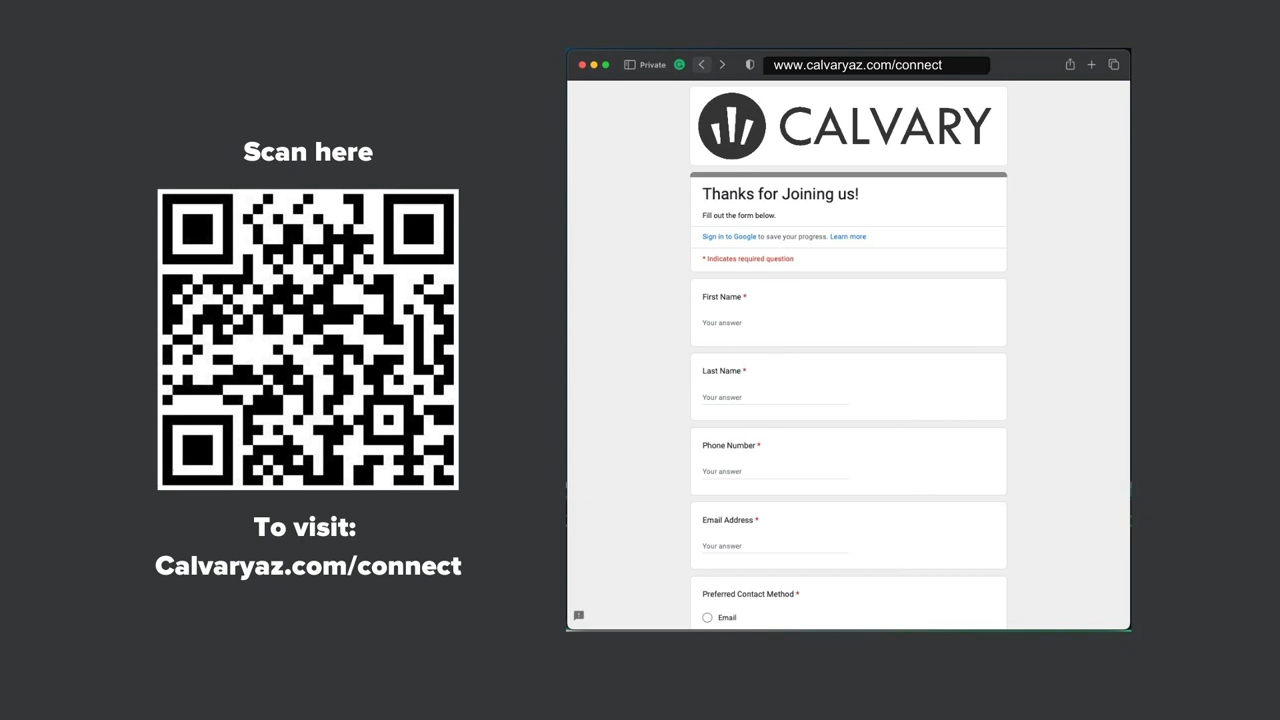 Scan here
To visit:
Calvaryaz.com/connect
Private
www.calvaryaz.com/connect
CALVARY
Thanks for Joining us!
Fill out the form below.
Sign in to Google to save your progress. Learn more
* Indicates required question
First Name *
Your answer
Last Name *
Your answer
Phone Number *
Your answer
Email Address *
Your answer
Preferred Contact Method *
Email